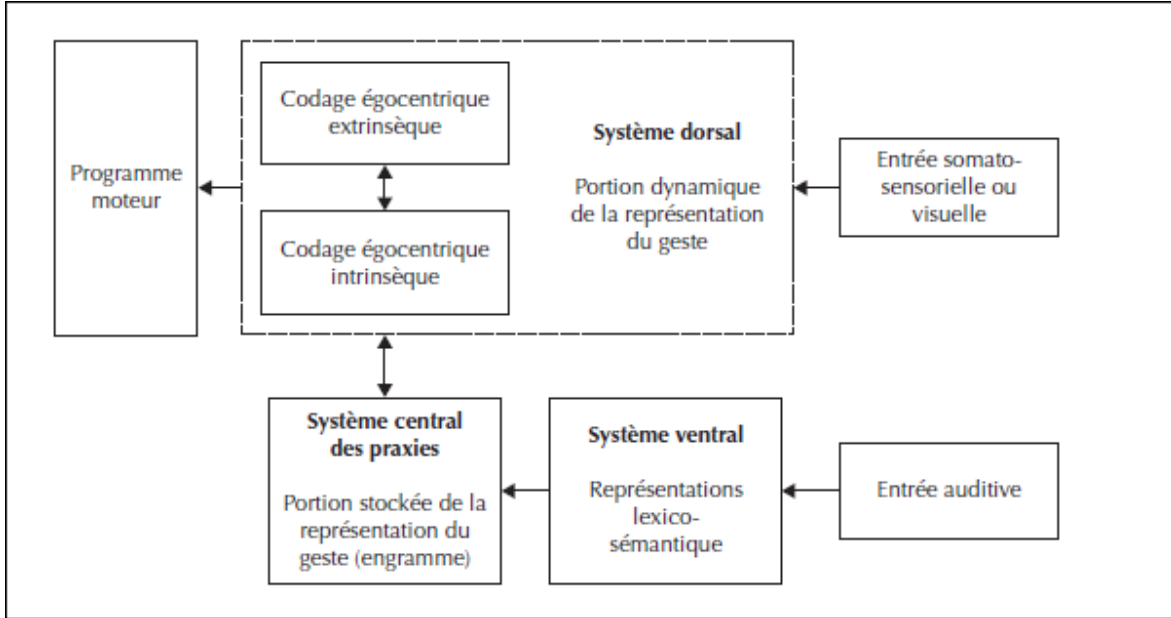 Programme
moteur
Codage égocentrique
extrinsèque
Codage égocentrique
intrinsèque
Système dorsal
Portion dynamique
de la représentation
du geste
Entrée somato-
sensorielle ou
visuelle
Système central
des praxies
Portion stockée de la
représentation du
geste (engramme)
Système ventral
Représentations
lexico-
sémantique
Entrée auditive